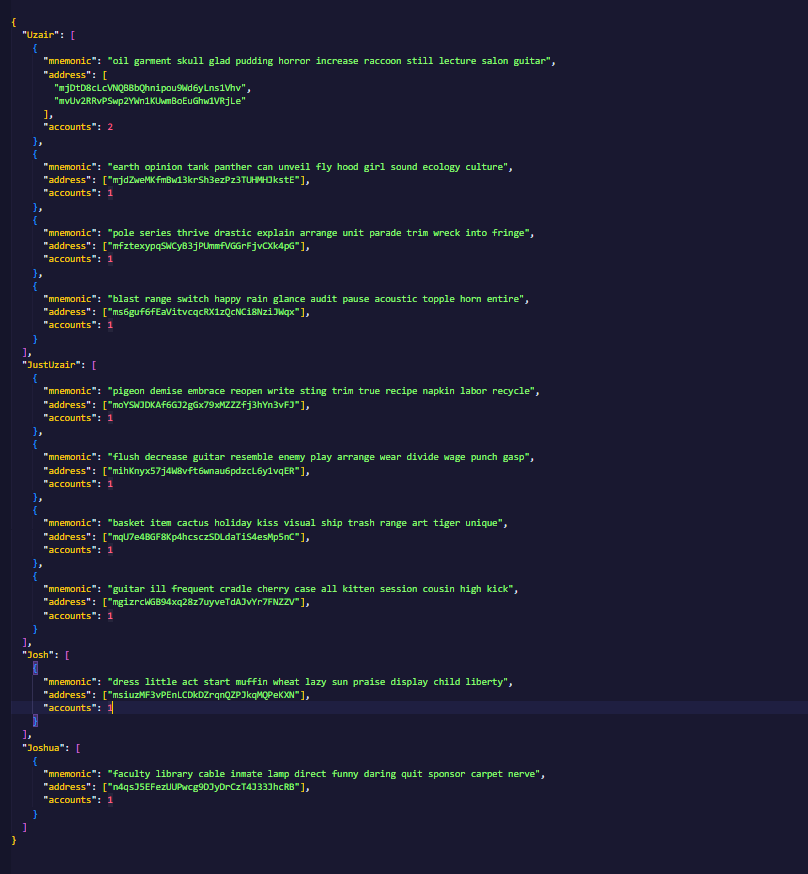 {
"Uzair": [
{
"mnemonic": "oil garment skull glad pudding horror increase raccoon still lecture salon guitar",
"address": [
"mjDtD8cLcVNQBBbQhnipou9Wd6yLns1Vhv",
"mvUv2RRvPSwp2YWn1KUwmBoEuGhw1VRjLe"
],
"accounts": 2
},
{
"mnemonic": "earth opinion tank panther can unveil fly hood girl sound ecology culture",
"address": ["mjdZweMKfmBw13krSh3ezPz3TUHMHJkstE"],
"accounts": 1
},
{
"mnemonic": "pole series thrive drastic explain arrange unit parade trim wreck into fringe",
"address": ["mfztexypqSWCyB3jPUmmfVGGrFjvCXk4pG"],
"accounts": 1
},
{
"mnemonic": "blast range switch happy rain glance audit pause acoustic topple horn entire",
"address": ["ms6guf6fEaVitvcqcRX1zQcNCi8NziJWqx"],
"accounts": 1
}
],
"JustUzair": [
{
"mnemonic": "pigeon demise embrace reopen write sting trim true recipe napkin labor recycle",
"address": ["moYSWJDKAf6GJ2gGx79xMZZZfj3hYn3vFJ"],
"accounts": 1
},
{
"mnemonic": "flush decrease guitar resemble enemy play arrange wear divide wage punch gasp",
"address": ["mihKnyx57j4W8vft6wnau6pdzcL6y1vqER"],
"accounts": 1
},
{
"mnemonic": "basket item cactus holiday kiss visual ship trash range art tiger unique",
"address": ["mqU7e4BGF8Kp4hcsczSDLdaTiS4esMp5nC"],
"accounts": 1
},
{
"mnemonic": "guitar ill frequent cradle cherry case all kitten session cousin high kick",
"address": ["mgizrcWGB94xq28z7uyveTdAJvYr7FNZZV"],
"accounts": 1
}
],
"Josh": [
{
"mnemonic": "dress little act start muffin wheat lazy sun praise display child liberty",
"address": ["msiuzMF3vPEnLCDkDZrqnQZPJkqMQPeKXN"],
"accounts": 1
}
],
"Joshua": [
{
"mnemonic": "faculty library cable inmate lamp direct funny daring quit sponsor carpet nerve",
"address": ["n4qsJ5EFezUUPwcg9DJyDrCzT4J33JhcRB"],
"accounts": 1
}
]
}